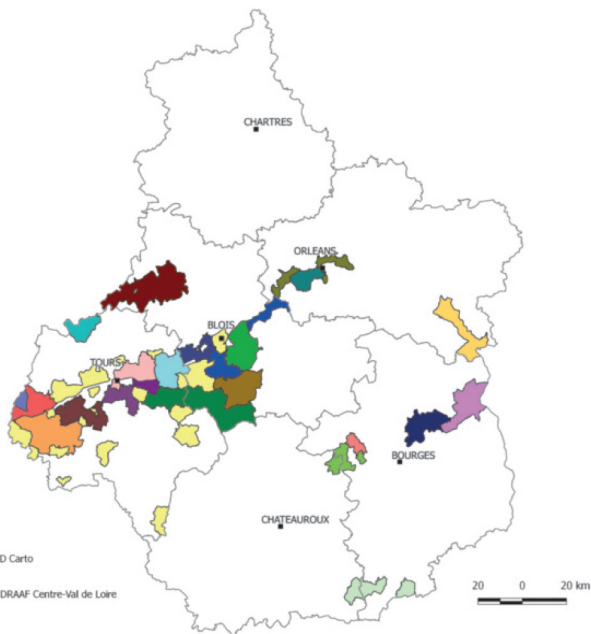 CHARTRES
ORLEANS
BLOIS
TOURS
BOURGES
CHATEAUROUX
D Carto
DRAAF Centre-Val de Loire
20 0 20 km